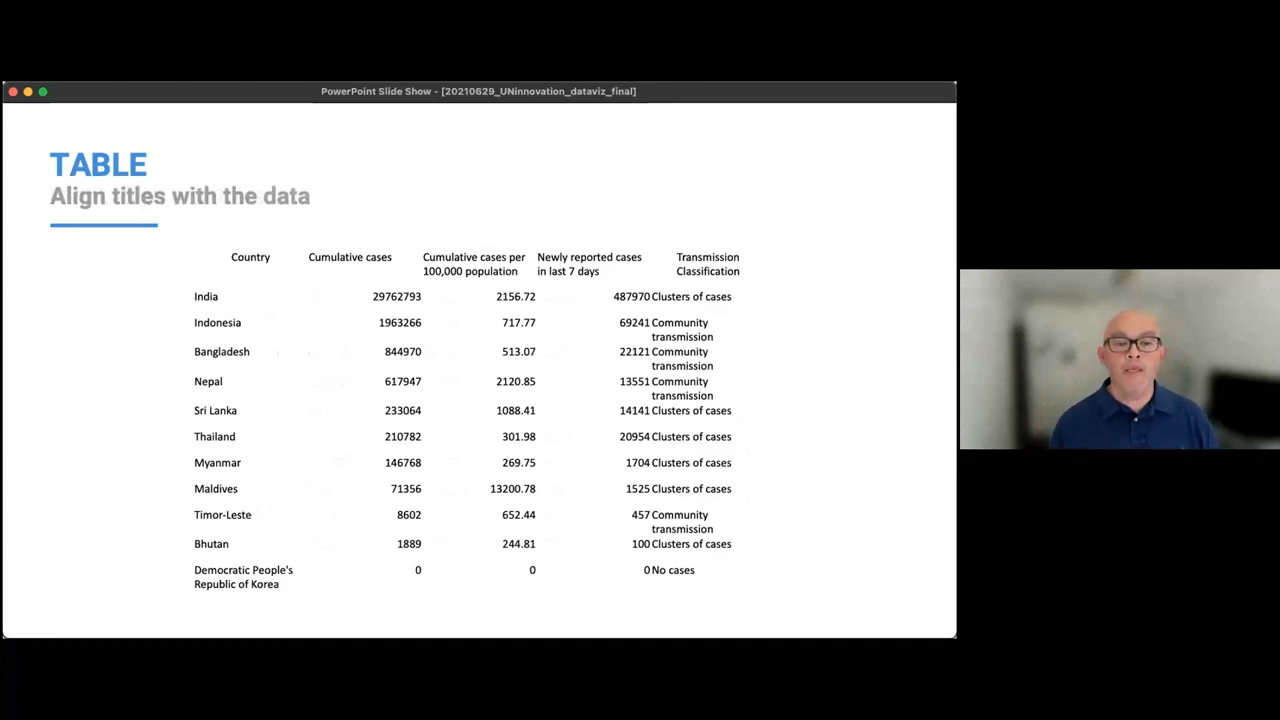 PowerPoint Slide Show - [20210629_UNinnovation_dataviz_final]
TABLE
Align titles with the data
Country Cumulative cases Cumulative cases per Newly reported cases Transmission
100,000 population in last 7 days Classification
India 29762793 2156.72 487970 Clusters of cases
Indonesia 1963266 717.77 69241 Community
transmission
Bangladesh 844970 513.07 22121 Community
transmission
Nepal 617947 2120.85 13551 Community
transmission
Sri Lanka 233064 1088.41 14141 Clusters of cases
Thailand 210782 301.98 20954 Clusters of cases
Myanmar 146768 269.75 1704 Clusters of cases
Maldives 71356 13200.78 1525 Clusters of cases
Timor-Leste 8602 652.44 457 Community
transmission
Bhutan 1889 244.81 100 Clusters of cases
Democratic People's 0 0 0 No cases
Republic of Korea